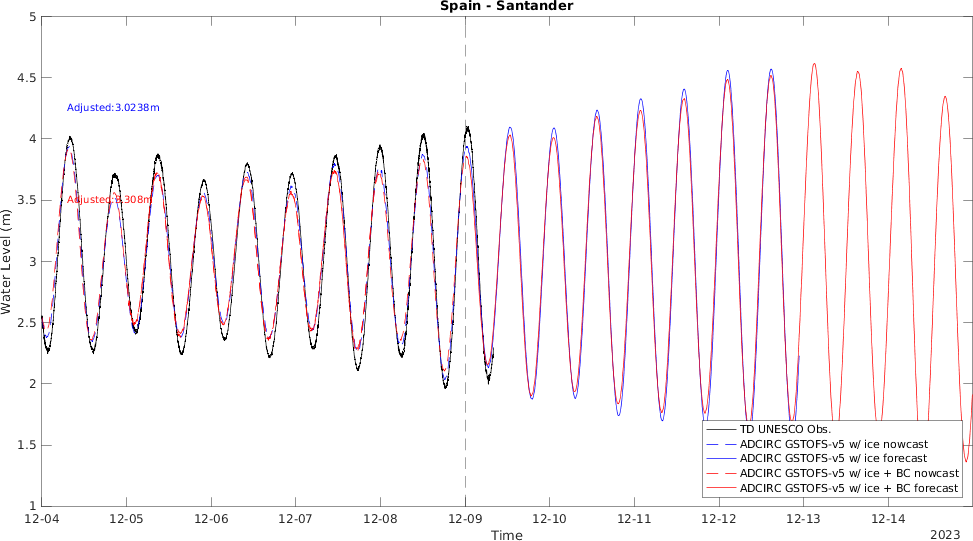 Spain - Santander
5
4.5
4
3.5
3
2.5
2
1.5
1
Water Level (m)
Adjusted:3.0238m
TD UNESCO Obs.
ADCIRC GSTOFS-v5 w/ ice nowcast
ADCIRC GSTOFS-v5 w/ ice forecast
ADCIRC GSTOFS-v5 w/ ice + BC nowcast
ADCIRC GSTOFS-v5 w/ ice + BC forecast
12-04 12-05 12-06 12-07 12-08 12-09 12-10 12-11 12-12 12-13 12-14
Time
2023